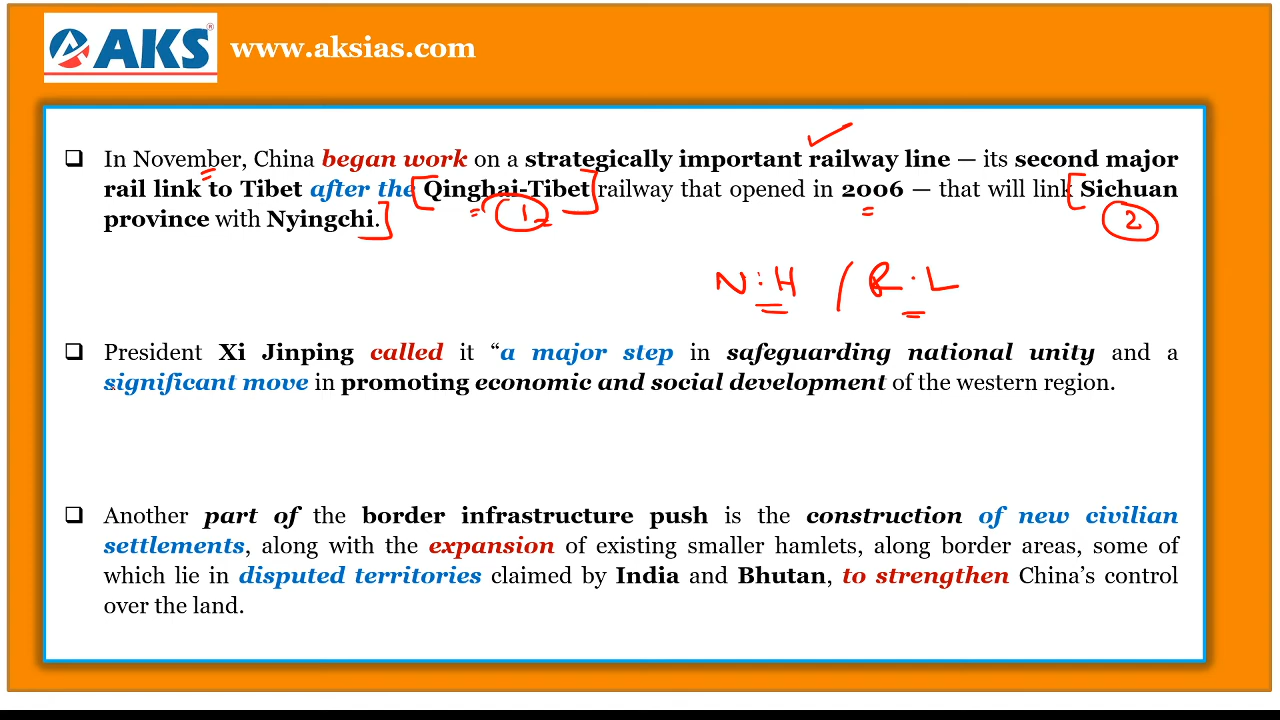 AKS®
www.aksias.com
In November, China began work on a strategically important railway line — its second major
rail link to Tibet after the Qinghai-Tibet railway that opened in 2006 — that will link Sichuan
province with Nyingchi.
1
2
N.H / R.L
President Xi Jinping called it “a major step in safeguarding national unity and a
significant move in promoting economic and social development of the western region.
Another part of the border infrastructure push is the construction of new civilian
settlements, along with the expansion of existing smaller hamlets, along border areas, some of
which lie in disputed territories claimed by India and Bhutan, to strengthen China’s control
over the land.